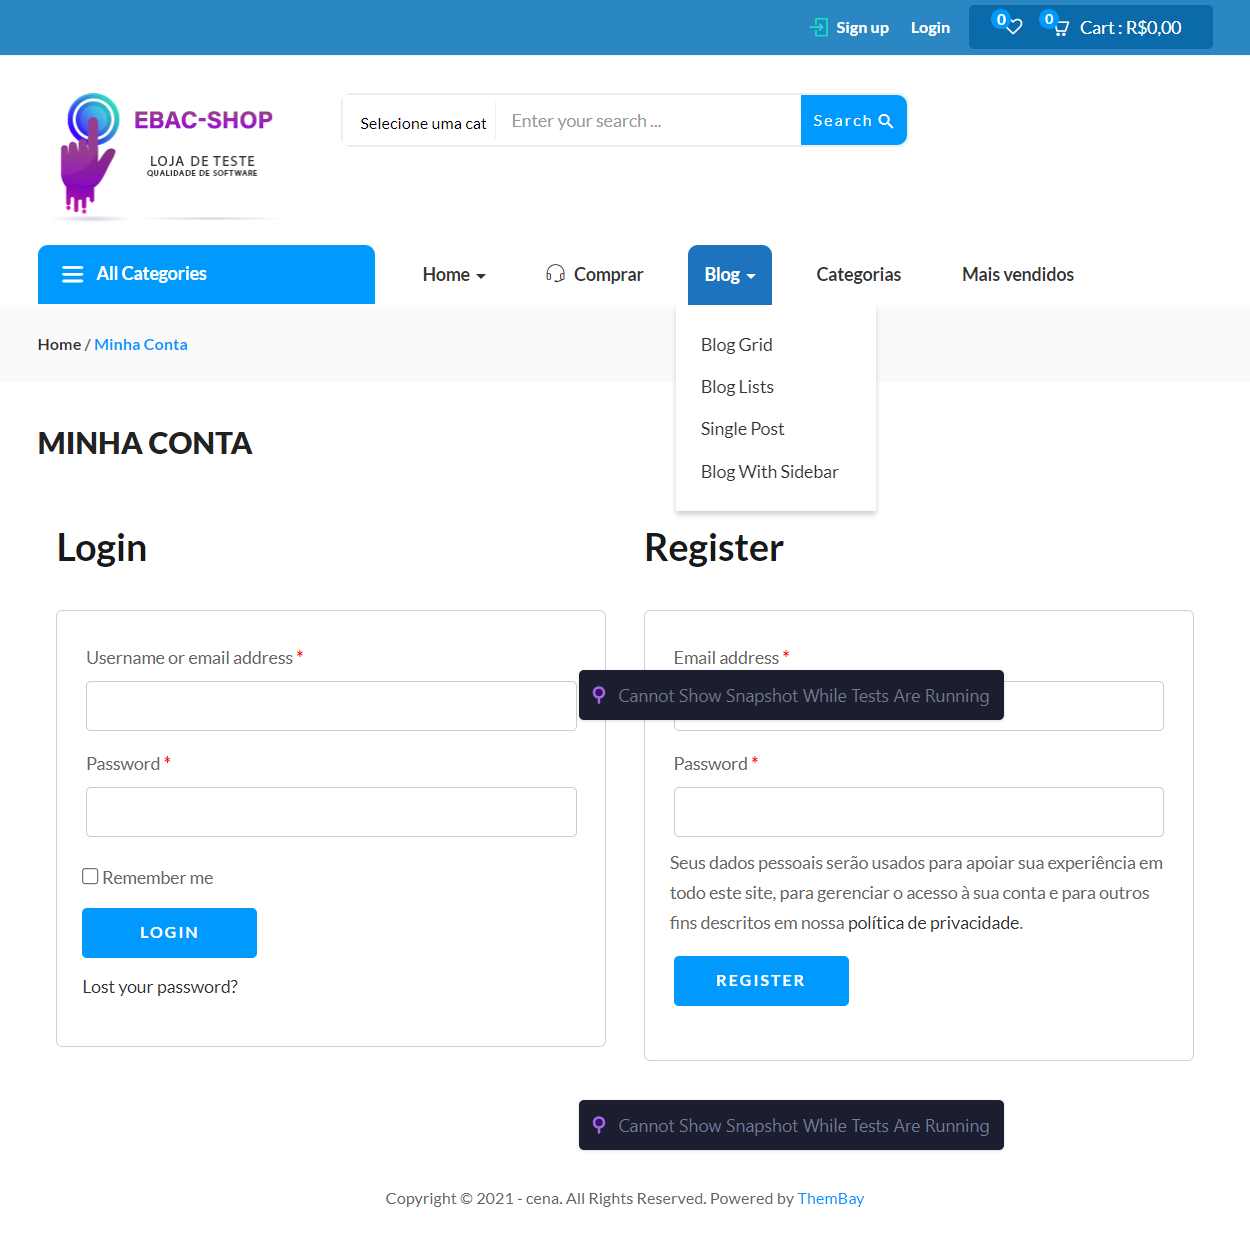 Sign up
Login
0
0
Cart : R$0,00
EBAC-SHOP
LOJA DE TESTE
QUALIDADE DE SOFTWARE
Selecione uma cat
Enter your search ...
Search
All Categories
Home
Comprar
Blog
Categorias
Mais vendidos
Home / Minha Conta
Blog Grid
Blog Lists
Single Post
Blog With Sidebar
MINHA CONTA
Login
Username or email address *
Password *
Remember me
LOGIN
Lost your password?
Register
Email address *
Cannot Show Snapshot While Tests Are Running
Password *
Seus dados pessoais serão usados para apoiar sua experiência em
todo este site, para gerenciar o acesso à sua conta e para outros
fins descritos em nossa política de privacidade.
REGISTER
Cannot Show Snapshot While Tests Are Running
Copyright © 2021 - cena. All Rights Reserved. Powered by ThemBay